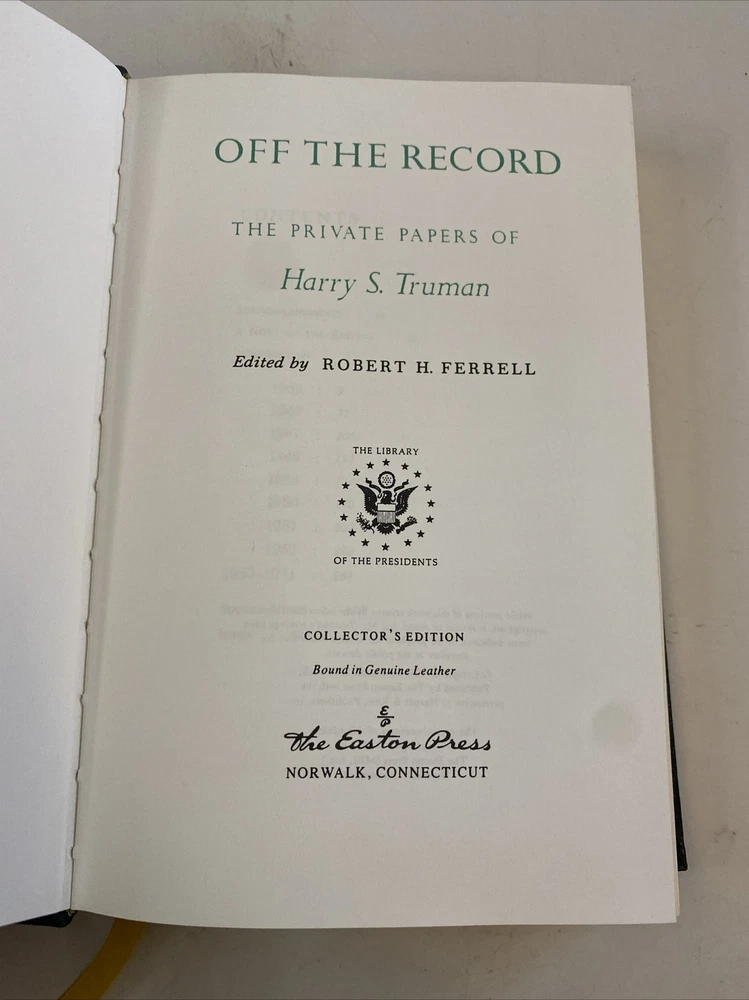 OFF THE RECORD
THE PRIVATE PAPERS OF
Harry S. Truman
Edited by ROBERT H. FERRELL
THE LIBRARY
OF THE PRESIDENTS
COLLECTOR'S EDITION
Bound in Genuine Leather
E/P
The Easton Press
NORWALK, CONNECTICUT